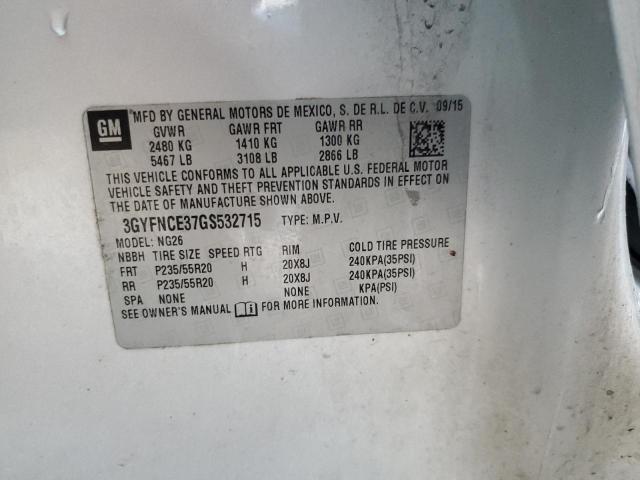 GM
MFD BY GENERAL MOTORS DE MEXICO, S. DE R.L. DE C.V. 09/15
GVWR GAWR FRT GAWR RR
2480 KG 1410 KG 1300 KG
5467 LB 3108 LB 2866 LB
THIS VEHICLE CONFORMS TO ALL APPLICABLE U.S. FEDERAL MOTOR
VEHICLE SAFETY AND THEFT PREVENTION STANDARDS IN EFFECT ON
THE DATE OF MANUFACTURE SHOWN ABOVE.
3GYFNCE37GS532715 TYPE: M.P.V.
MODEL: NG26
NBBH TIRE SIZE SPEED RTG RIM COLD TIRE PRESSURE
FRT P235/55R20 H 20X8J 240KPA(35PSI)
RR P235/55R20 H 20X8J 240KPA(35PSI)
SPA NONE NONE KPA(PSI)
SEE OWNER'S MANUAL FOR MORE INFORMATION.